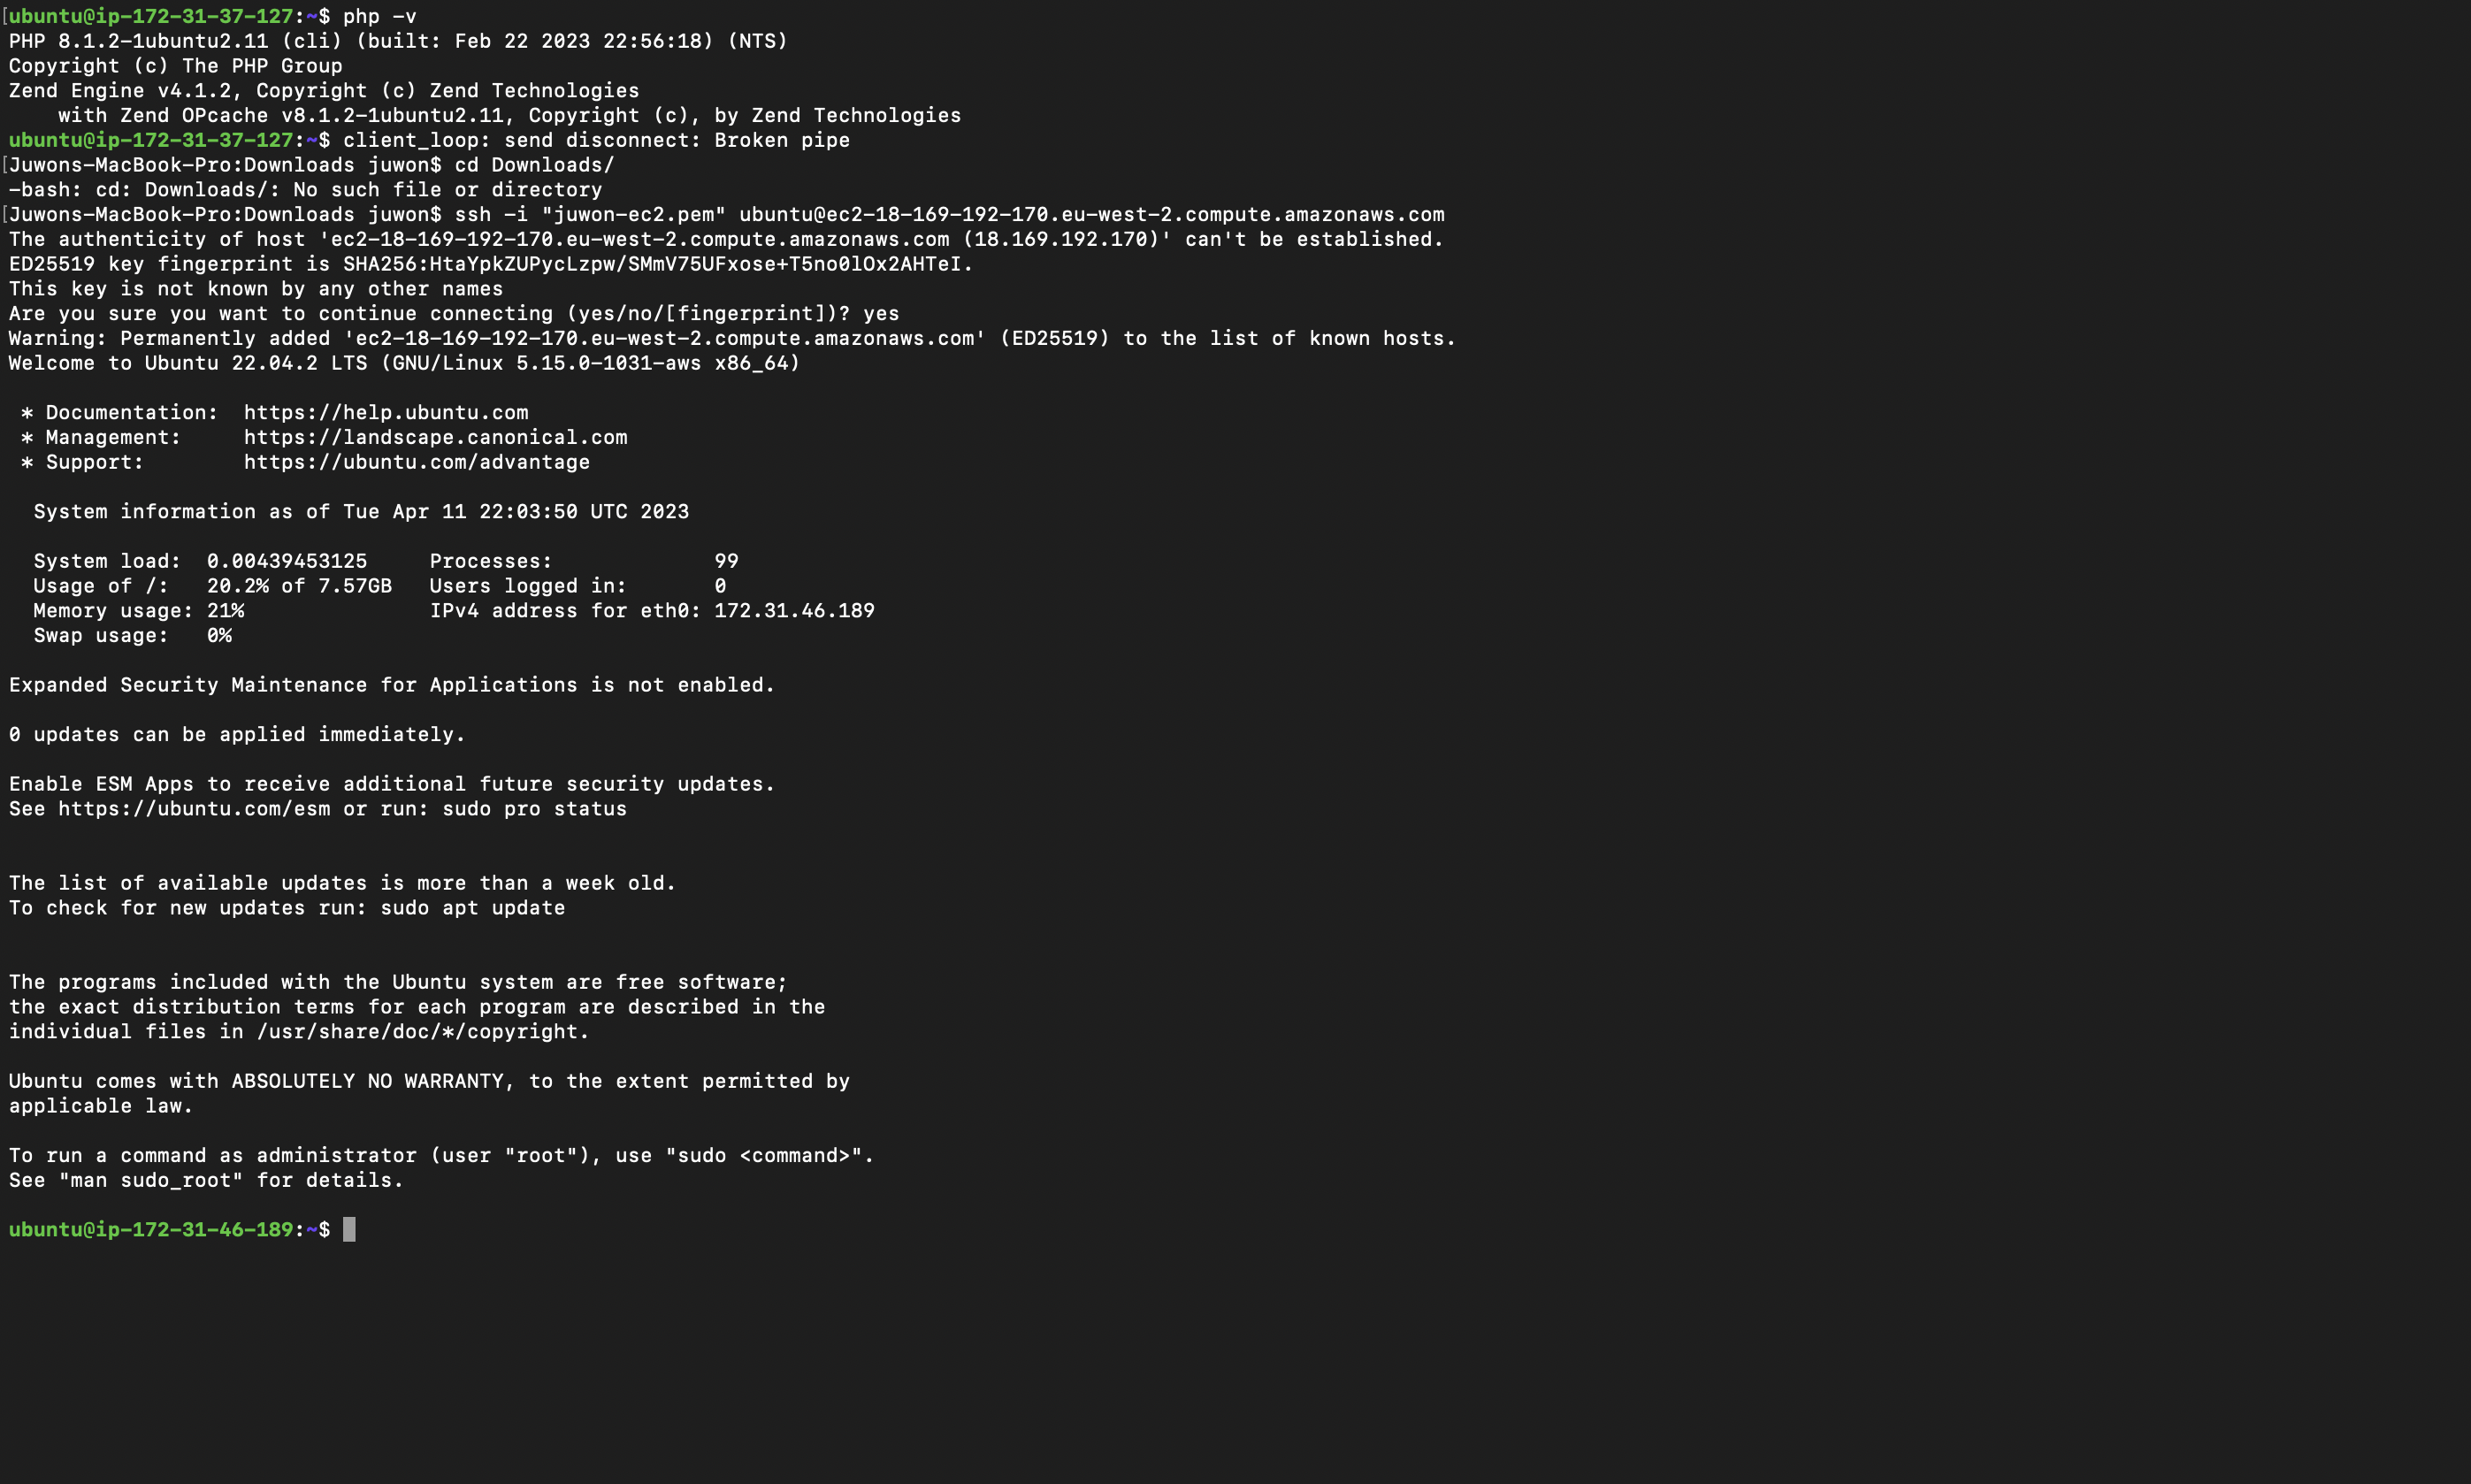 [ubuntu@ip-172-31-37-127:~$ php -v
PHP 8.1.2-1ubuntu2.11 (cli) (built: Feb 22 2023 22:56:18) (NTS)
Copyright (c) The PHP Group
Zend Engine v4.1.2, Copyright (c) Zend Technologies
    with Zend OPcache v8.1.2-1ubuntu2.11, Copyright (c), by Zend Technologies
ubuntu@ip-172-31-37-127:~$ client_loop: send disconnect: Broken pipe
[Juwons-MacBook-Pro:Downloads juwon$ cd Downloads/
-bash: cd: Downloads/: No such file or directory
[Juwons-MacBook-Pro:Downloads juwon$ ssh -i "juwon-ec2.pem" ubuntu@ec2-18-169-192-170.eu-west-2.compute.amazonaws.com
The authenticity of host 'ec2-18-169-192-170.eu-west-2.compute.amazonaws.com (18.169.192.170)' can't be established.
ED25519 key fingerprint is SHA256:HtaYpkZUPycLzpw/SMmV75UFxose+T5no0lOx2AHTeI.
This key is not known by any other names
Are you sure you want to continue connecting (yes/no/[fingerprint])? yes
Warning: Permanently added 'ec2-18-169-192-170.eu-west-2.compute.amazonaws.com' (ED25519) to the list of known hosts.
Welcome to Ubuntu 22.04.2 LTS (GNU/Linux 5.15.0-1031-aws x86_64)

 * Documentation:  https://help.ubuntu.com
 * Management:     https://landscape.canonical.com
 * Support:        https://ubuntu.com/advantage

  System information as of Tue Apr 11 22:03:50 UTC 2023

  System load:  0.00439453125     Processes:             99
  Usage of /:   20.2% of 7.57GB   Users logged in:       0
  Memory usage: 21%               IPv4 address for eth0: 172.31.46.189
  Swap usage:   0%

Expanded Security Maintenance for Applications is not enabled.

0 updates can be applied immediately.

Enable ESM Apps to receive additional future security updates.
See https://ubuntu.com/esm or run: sudo pro status

The list of available updates is more than a week old.
To check for new updates run: sudo apt update

The programs included with the Ubuntu system are free software;
the exact distribution terms for each program are described in the
individual files in /usr/share/doc/*/copyright.

Ubuntu comes with ABSOLUTELY NO WARRANTY, to the extent permitted by
applicable law.

To run a command as administrator (user "root"), use "sudo <command>".
See "man sudo_root" for details.

ubuntu@ip-172-31-46-189:~$